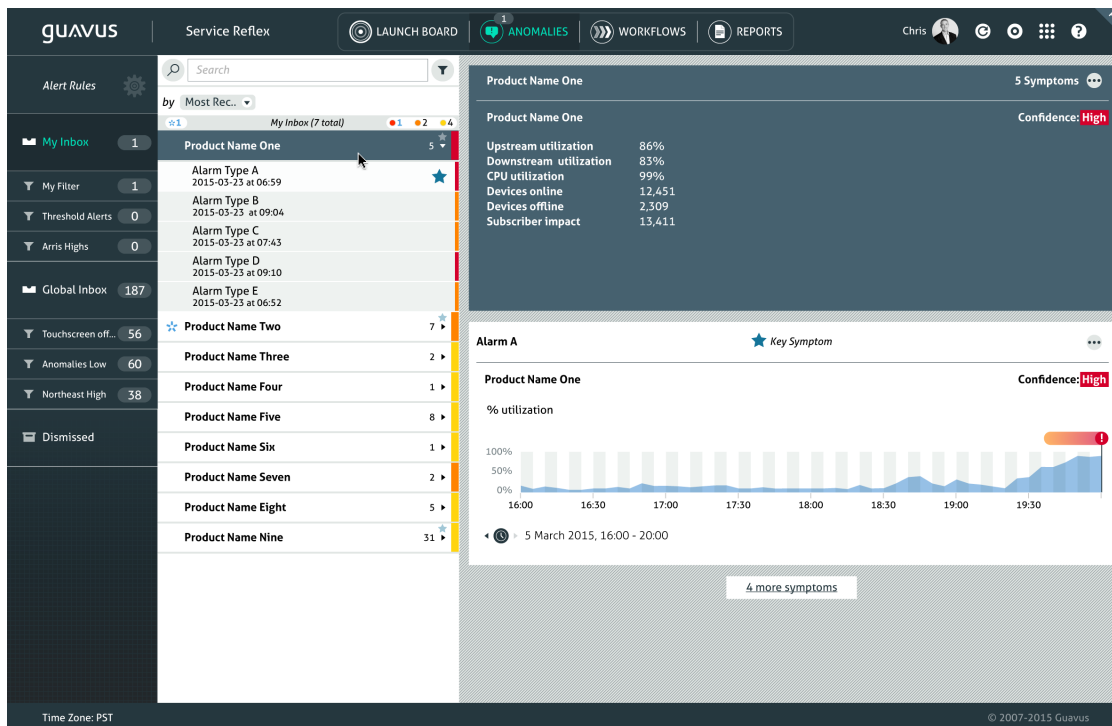 guavus
Service Reflex
LAUNCH BOARD
1
ANOMALIES
WORKFLOWS
REPORTS
Chris
?
Alert Rules
My Inbox 1
My Filter 1
Threshold Alerts 0
Arris Highs 0
Global Inbox 187
Touchscreen off... 56
Anomalies Low 60
Northeast High 38
Dismissed
Search
by Most Rec..
1 My Inbox (7 total) 1 2 4
Product Name One 5
Alarm Type A
2015-03-23 at 06:59
Alarm Type B
2015-03-23 at 09:04
Alarm Type C
2015-03-23 at 07:43
Alarm Type D
2015-03-23 at 09:10
Alarm Type E
2015-03-23 at 06:52
Product Name Two 7
Product Name Three 2
Product Name Four 1
Product Name Five 8
Product Name Six 1
Product Name Seven 2
Product Name Eight 5
Product Name Nine 31
Product Name One 5 Symptoms
Product Name One Confidence: High
Upstream utilization 86%
Downstream utilization 83%
CPU utilization 99%
Devices online 12,451
Devices offline 2,309
Subscriber impact 13,411
Alarm A Key Symptom
Product Name One Confidence: High
% utilization
!
100%
50%
0%
16:00 16:30 17:00 17:30 18:00 18:30 19:00 19:30
5 March 2015, 16:00 - 20:00
4 more symptoms
Time Zone: PST
© 2007-2015 Guavus